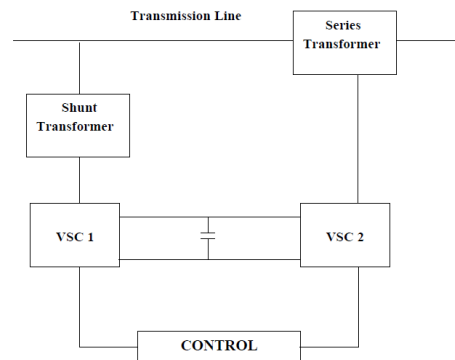 Transmission Line
Series
Transformer
Shunt
Transformer
VSC 1
VSC 2
CONTROL